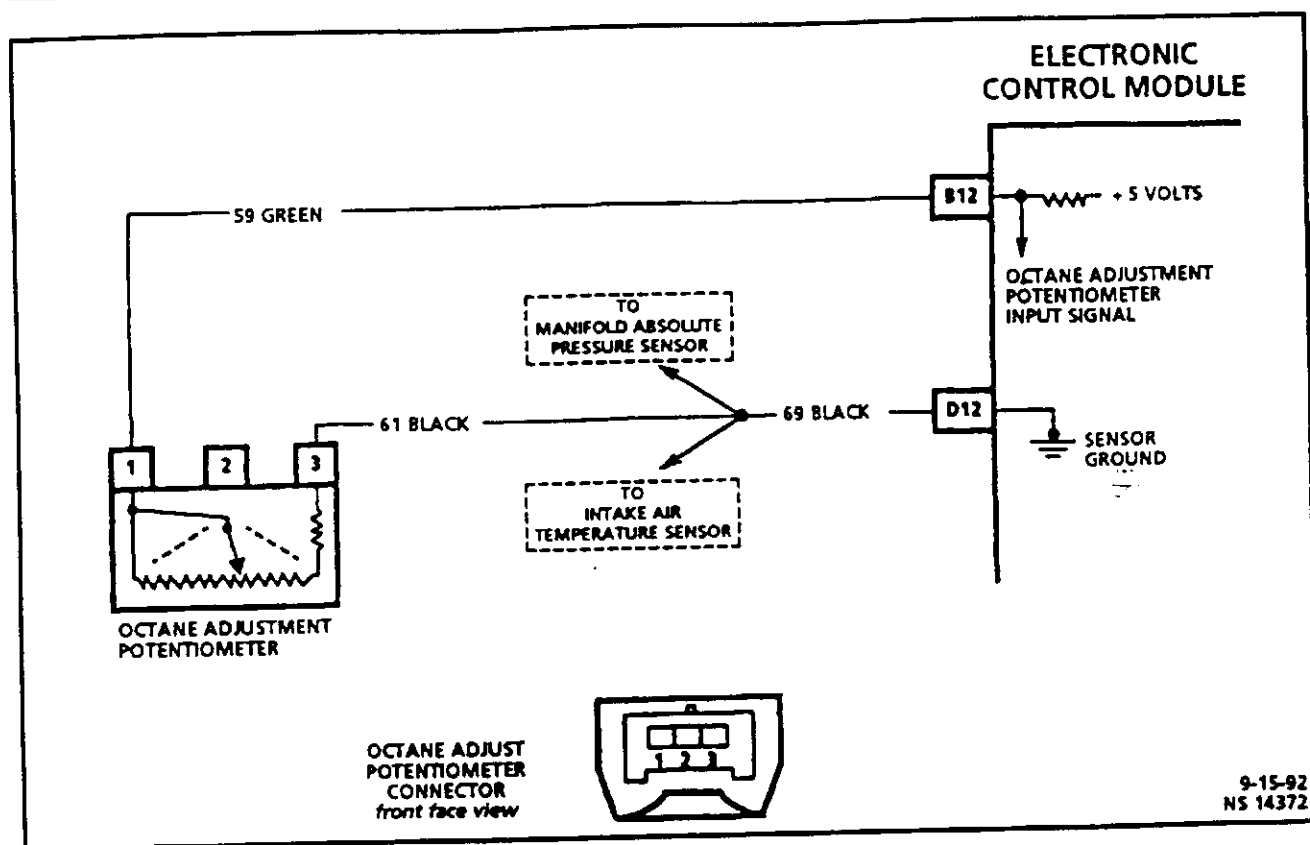 ELECTRONIC
CONTROL MODULE
B12
+ 5 VOLTS
59 GREEN
OCTANE ADJUSTMENT
POTENTIOMETER
INPUT SIGNAL
TO
MANIFOLD ABSOLUTE
PRESSURE SENSOR
61 BLACK
69 BLACK
D12
SENSOR
GROUND
1
2
3
TO
INTAKE AIR
TEMPERATURE SENSOR
OCTANE ADJUSTMENT
POTENTIOMETER
OCTANE ADJUST
POTENTIOMETER
CONNECTOR
front face view
1 2 3
9-15-92
NS 14372